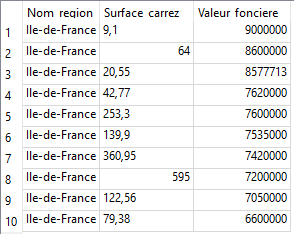 Nom region Surface carrez Valeur fonciere
1 Ile-de-France 9,1 9000000
2 Ile-de-France 64 8600000
3 Ile-de-France 20,55 8577713
4 Ile-de-France 42,77 7620000
5 Ile-de-France 253,3 7600000
6 Ile-de-France 139,9 7535000
7 Ile-de-France 360,95 7420000
8 Ile-de-France 595 7200000
9 Ile-de-France 122,56 7050000
10 Ile-de-France 79,38 6600000